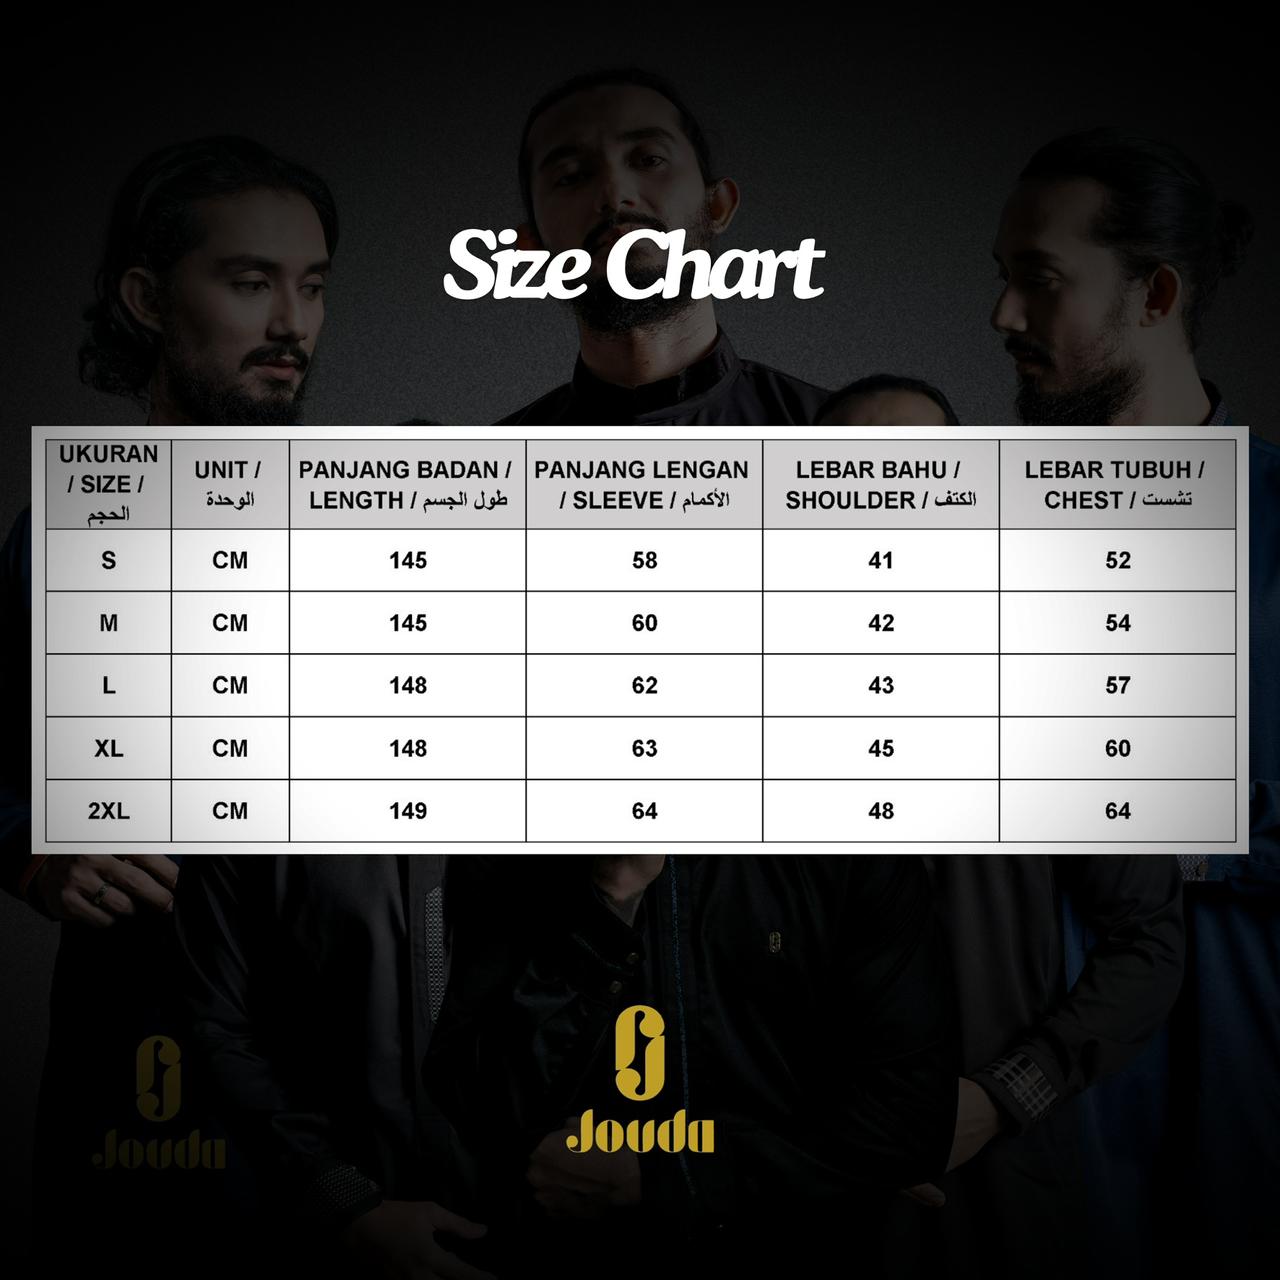 Size Chart
UKURAN
/ SIZE /
الحجم
UNIT /
الوحدة
PANJANG BADAN /
LENGTH / طول الجسم
PANJANG LENGAN
/ SLEEVE / الأكمام
LEBAR BAHU /
SHOULDER / الكتف
LEBAR TUBUH /
CHEST / تشست
S CM 145 58 41 52
M CM 145 60 42 54
L CM 148 62 43 57
XL CM 148 63 45 60
2XL CM 149 64 48 64
Jouda
Jouda